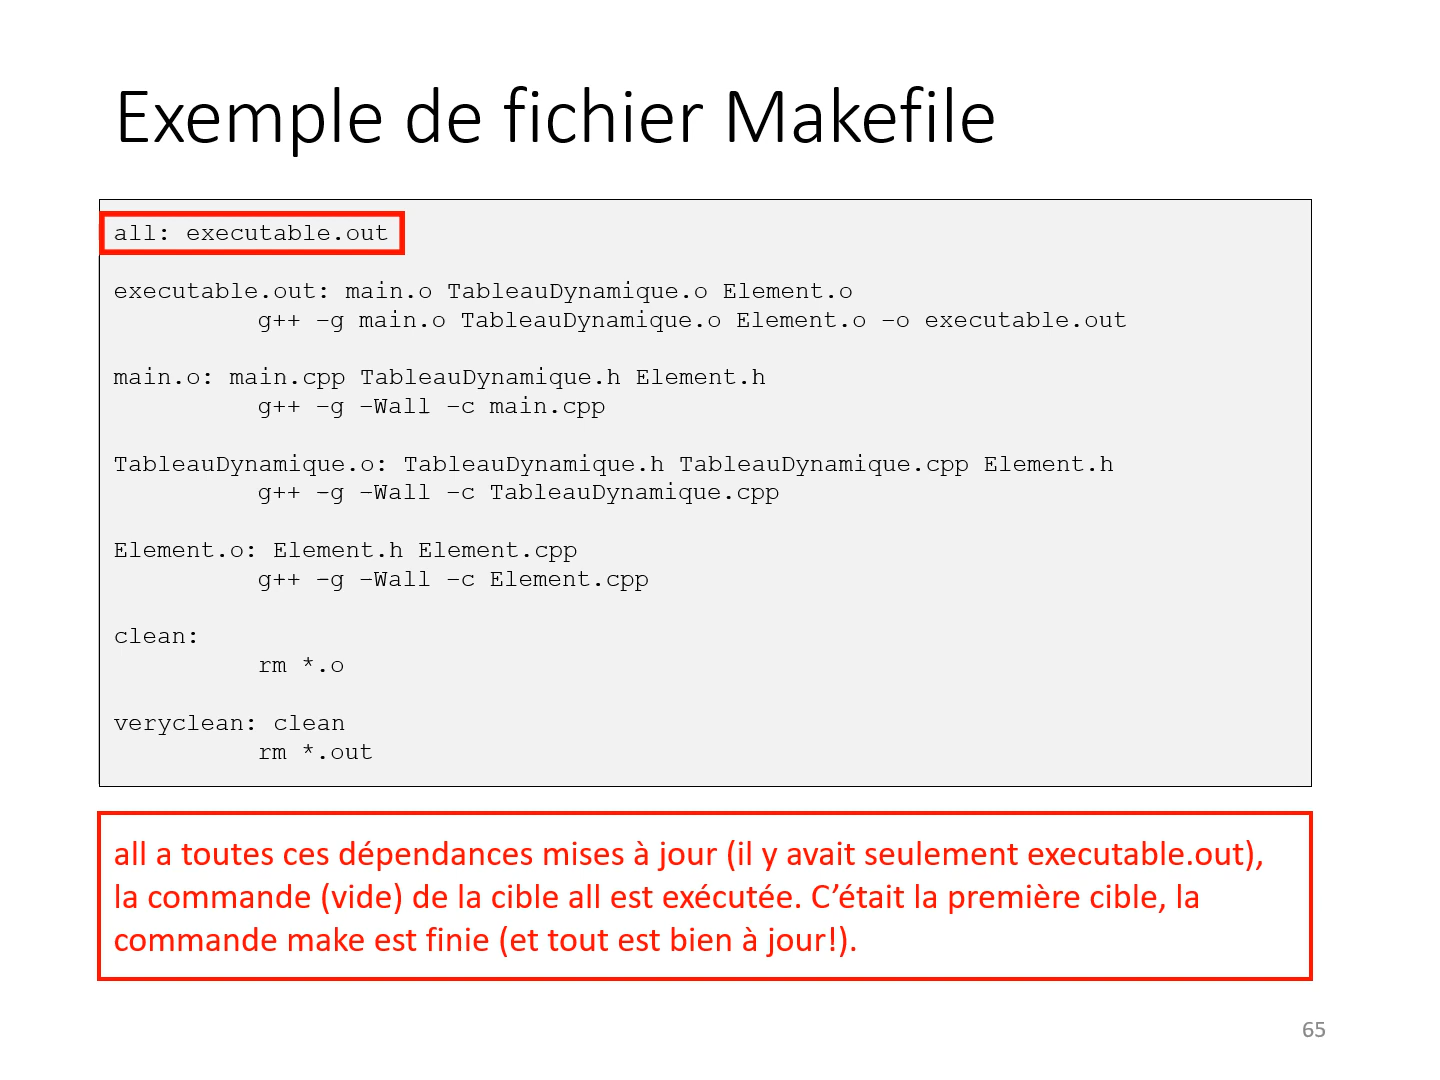 Exemple de fichier Makefile
all: executable.out
executable.out: main.o TableauDynamique.o Element.o
g++ –g main.o TableauDynamique.o Element.o –o executable.out
main.o: main.cpp TableauDynamique.h Element.h
g++ –g –Wall –c main.cpp
TableauDynamique.o: TableauDynamique.h TableauDynamique.cpp Element.h
g++ -g –Wall –c TableauDynamique.cpp
Element.o: Element.h Element.cpp
g++ -g –Wall –c Element.cpp
clean:
rm *.o
veryclean: clean
rm *.out
all a toutes ces dépendances mises à jour (il y avait seulement executable.out),
la commande (vide) de la cible all est exécutée. C’était la première cible, la
commande make est finie (et tout est bien à jour!).
65